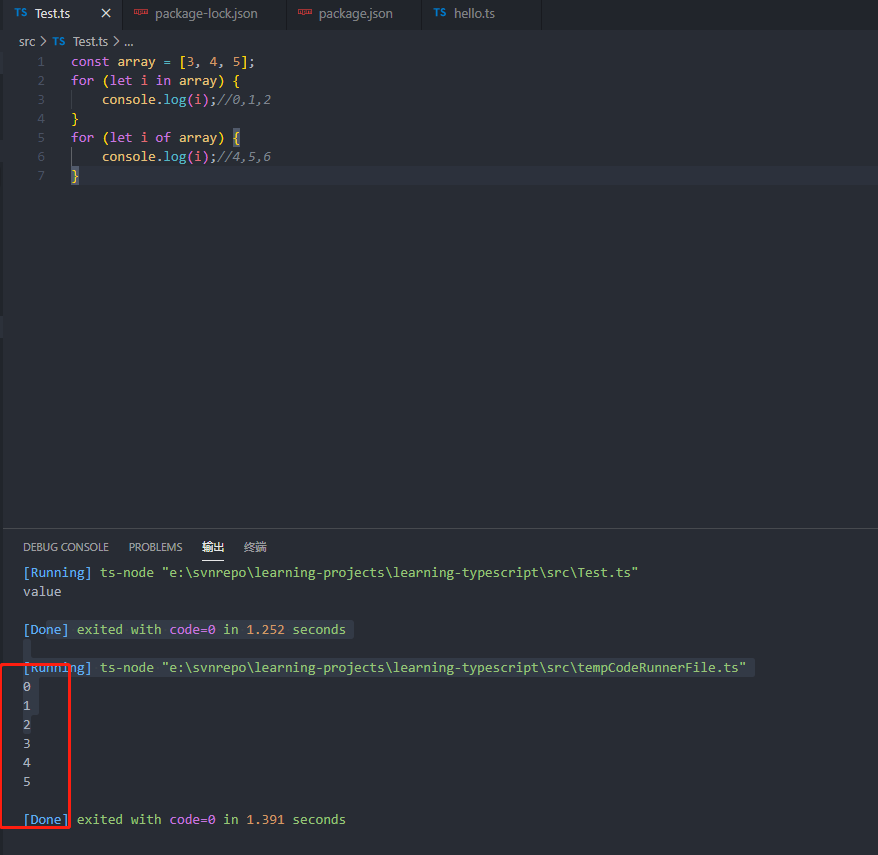 TS Test.ts × package-lock.json package.json TS hello.ts
src > TS Test.ts > ...
1 const array = [3, 4, 5];
2 for (let i in array) {
3 console.log(i);//0,1,2
4 }
5 for (let i of array) {
6 console.log(i);//4,5,6
7 }
DEBUG CONSOLE PROBLEMS 输出 终端
[Running] ts-node "e:\svnrepo\learning-projects\learning-typescript\src\Test.ts"
value
[Done] exited with code=0 in 1.252 seconds
[Running] ts-node "e:\svnrepo\learning-projects\learning-typescript\src\tempCodeRunnerFile.ts"
0
1
2
3
4
5
[Done] exited with code=0 in 1.391 seconds